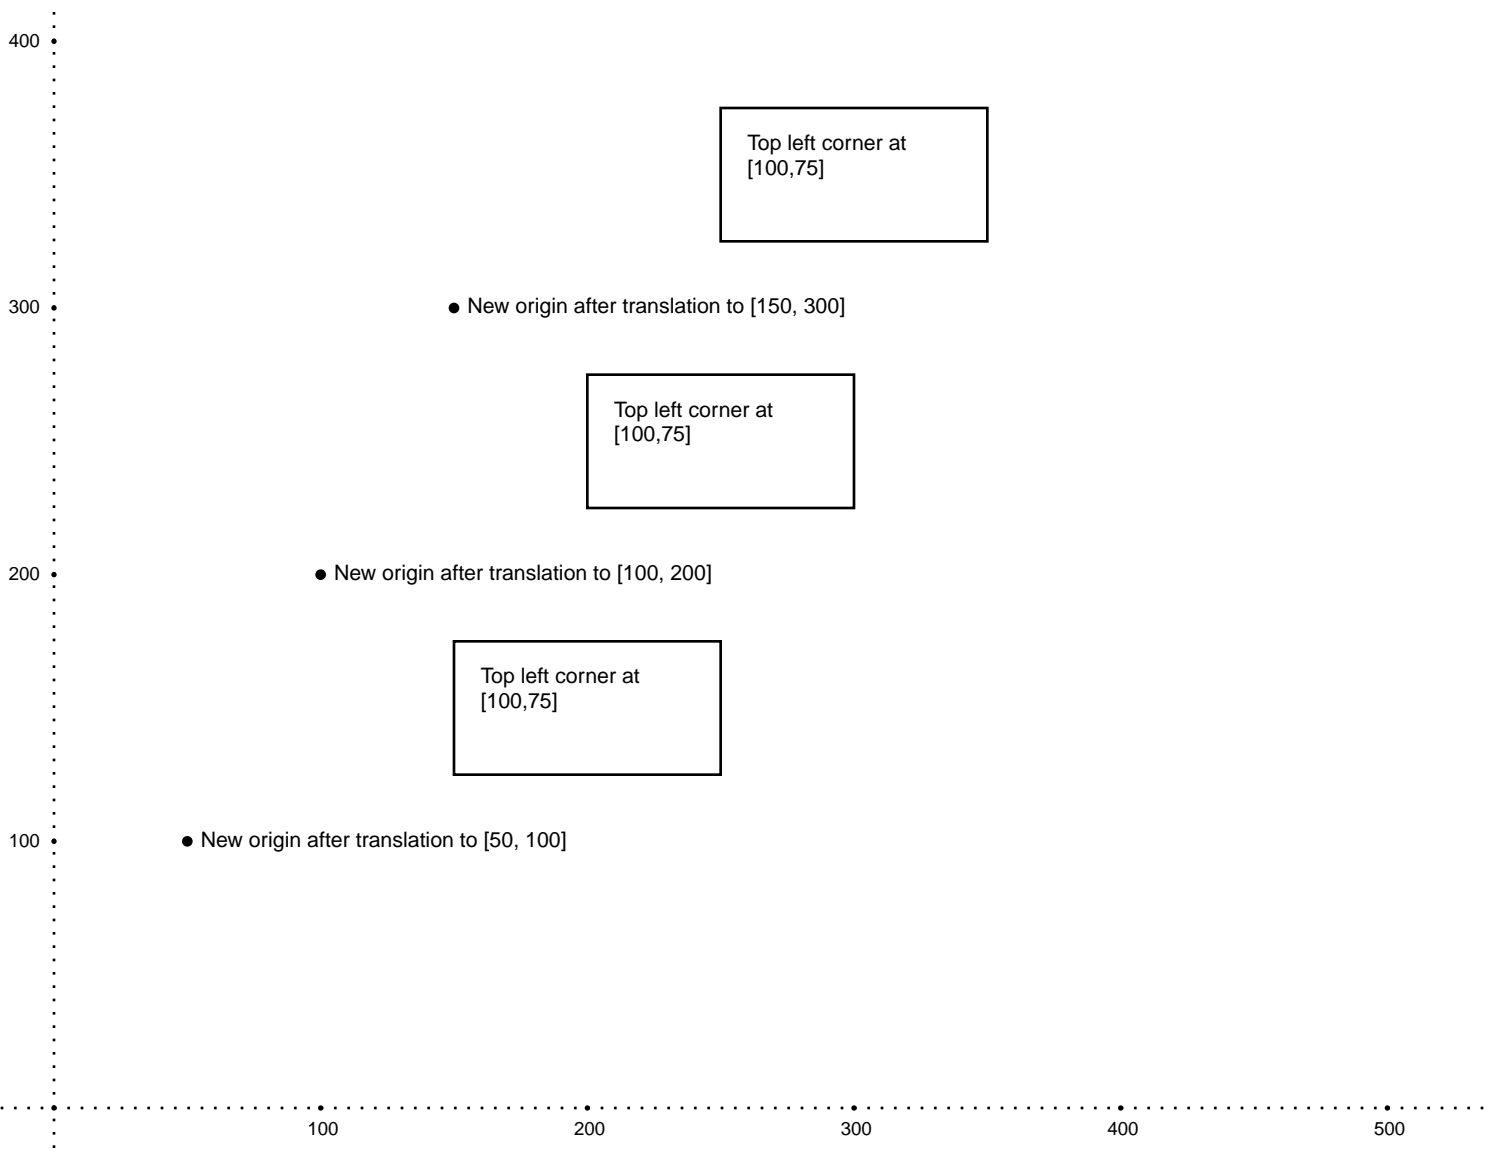 400
Top left corner at
[100,75]
300
New origin after translation to [150, 300]
Top left corner at
[100,75]
200
New origin after translation to [100, 200]
Top left corner at
[100,75]
100
New origin after translation to [50, 100]
100 200 300 400 500